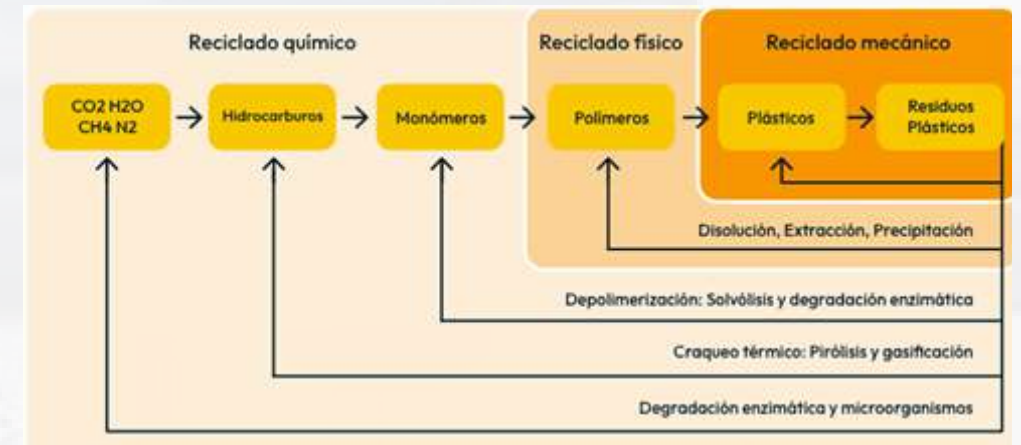 Reciclado químico
Reciclado físico
Reciclado mecánico
CO2 H2O
CH4 N2
Hidrocarburos
Monómeros
Polímeros
Plásticos
Residuos
Plásticos
Disolución, Extracción, Precipitación
Depolimerización: Solvólisis y degradación enzimática
Craqueo térmico: Pirólisis y gasificación
Degradación enzimática y microorganismos